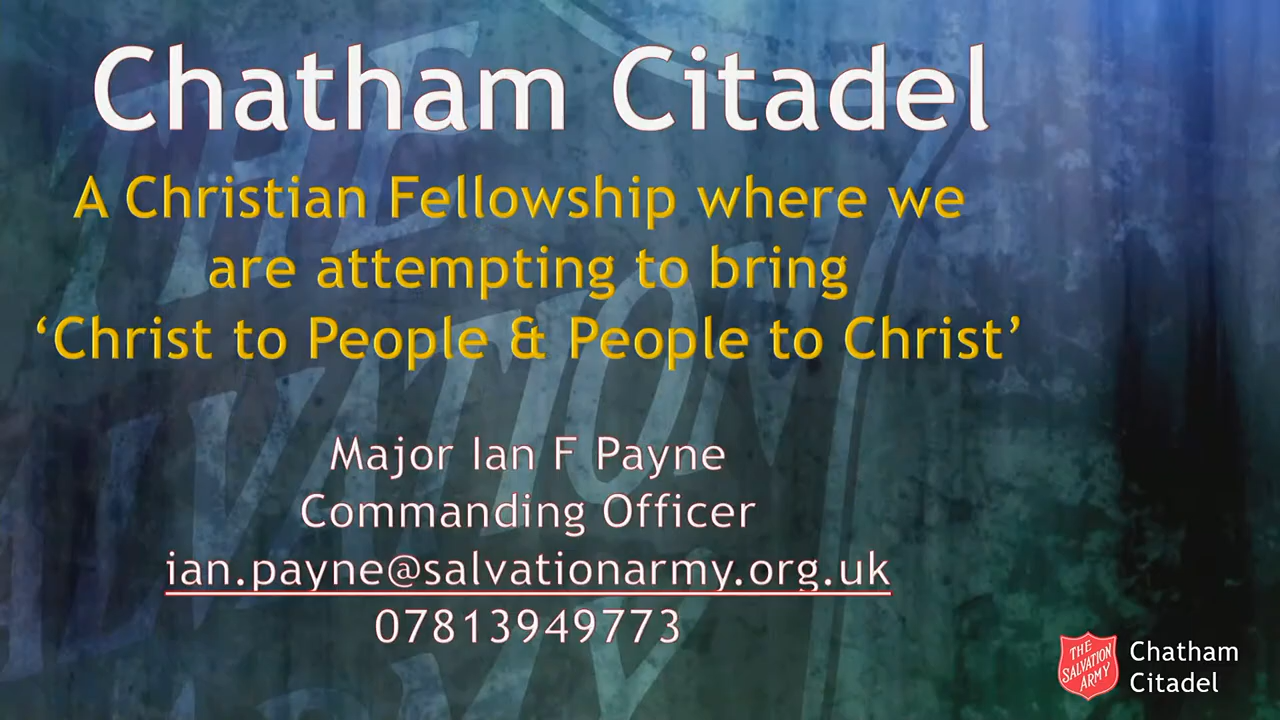 Chatham Citadel
A Christian Fellowship where we
are attempting to bring
‘Christ to People & People to Christ’
Major Ian F Payne
Commanding Officer
ian.payne@salvationarmy.org.uk
07813949773
THE
SALVATION
ARMY
Chatham
Citadel